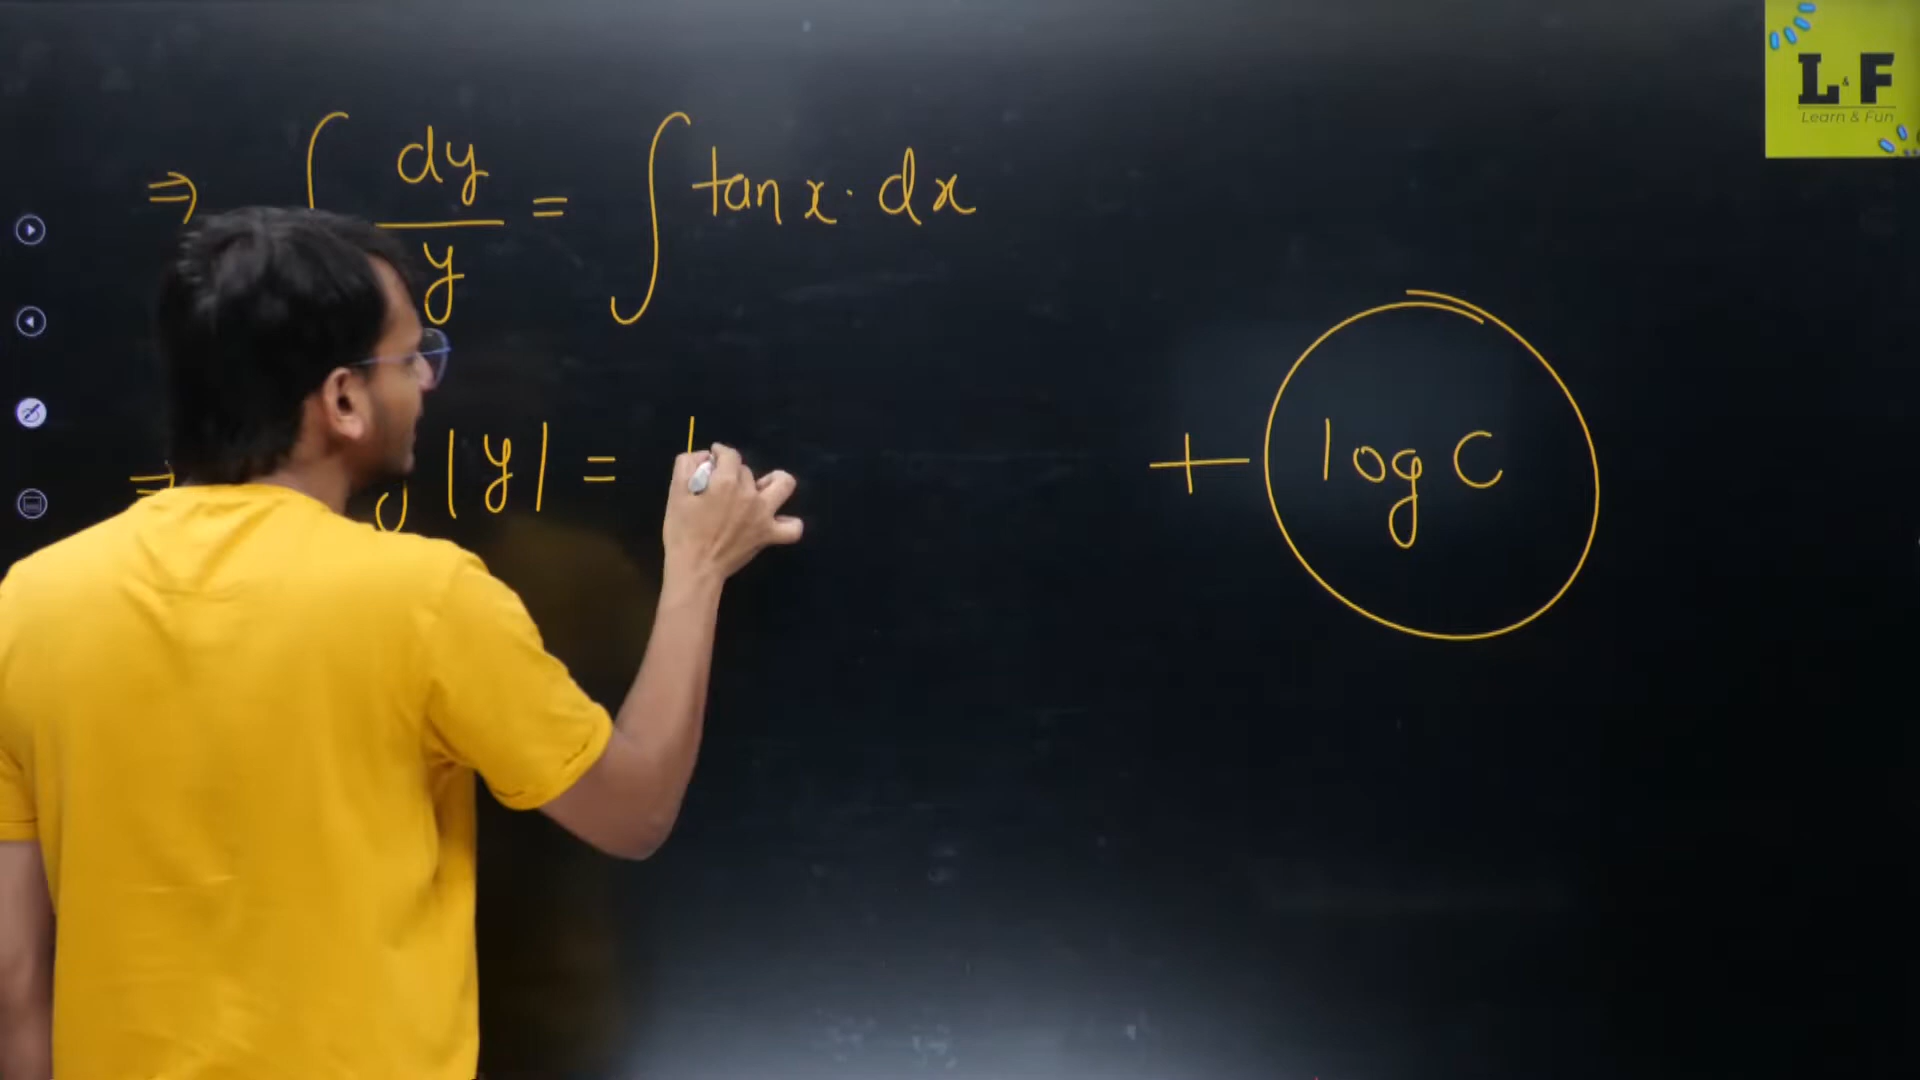 L&F
Learn & Fun
⇒ ∫ dy/y = ∫ tan x · dx
⇒ |y| = + log C